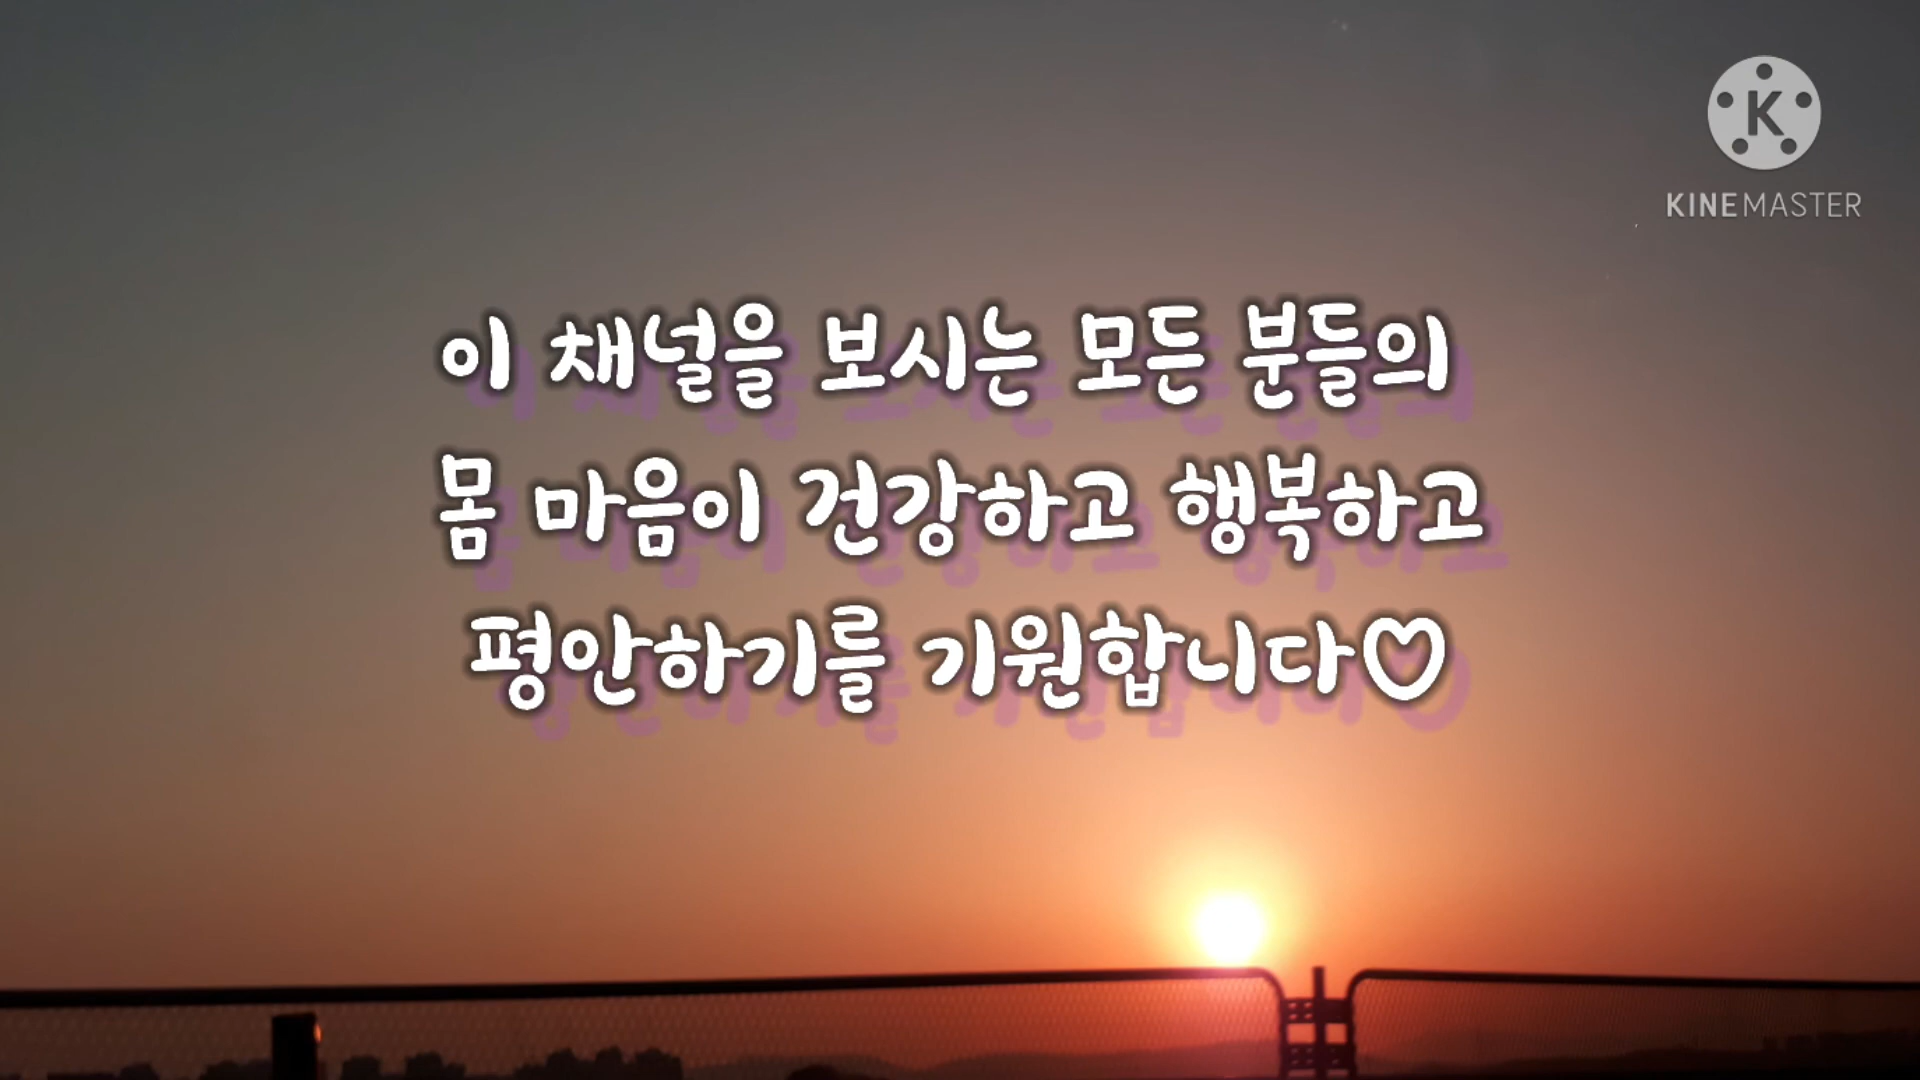 K
KINEMASTER
이 채널을 보시는 모든 분들의
몸 마음이 건강하고 행복하고
평안하기를 기원합니다♡